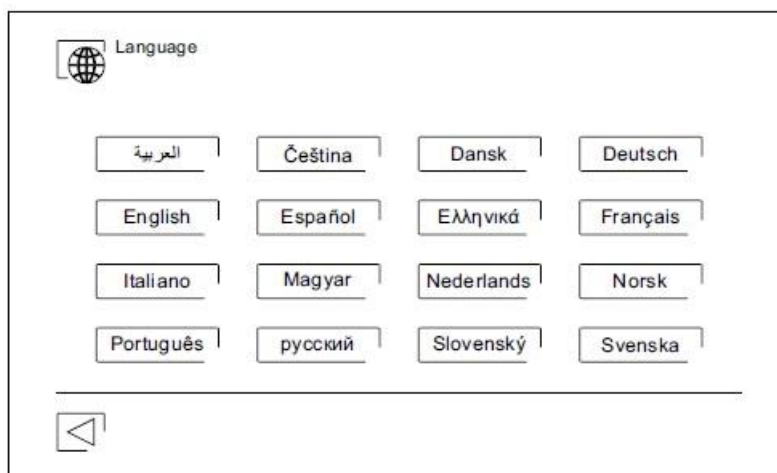 Language
العربية Čeština Dansk Deutsch
English Español Ελληνικά Français
Italiano Magyar Nederlands Norsk
Português русский Slovenský Svenska